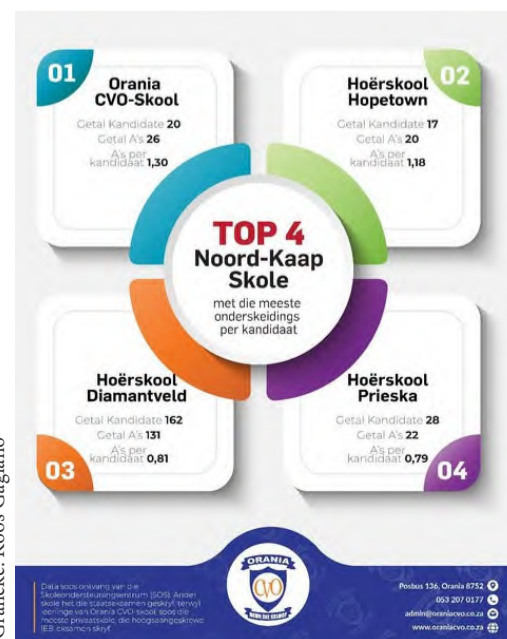 01
Orania
CVO-Skool
Getal Kandidate 20
Getal A's 26
A's per
kandidaat 1,30
02
Hoërskool
Hopetown
Getal Kandidate 17
Getal A's 20
A's per
kandidaat 1,18
TOP 4
Noord-Kaap
Skole
met die meeste
onderskeidings
per kandidaat
Hoërskool
Diamantveld
Getal Kandidate 162
Getal A's 131
A's per
kandidaat 0,81
03
Hoërskool
Prieska
Getal Kandidate 28
Getal A's 22
A's per
kandidaat 0,79
04
Grafieke: Roos Gagiano
Data soos ontvang van die
Skoleondersteuningsentrum (SOS). Ander
skole het die staatseksamen geskryf, terwyl
leerlinge van Orania CVO-skool, soos die
meeste privaatskole, die hoogaangeskrewe
IEB eksamen skryf.
ORANIA
CVO
Posbus 136, Orania 8752
053 207 0177
admin@oraniacvo.co.za
www.oraniacvo.co.za